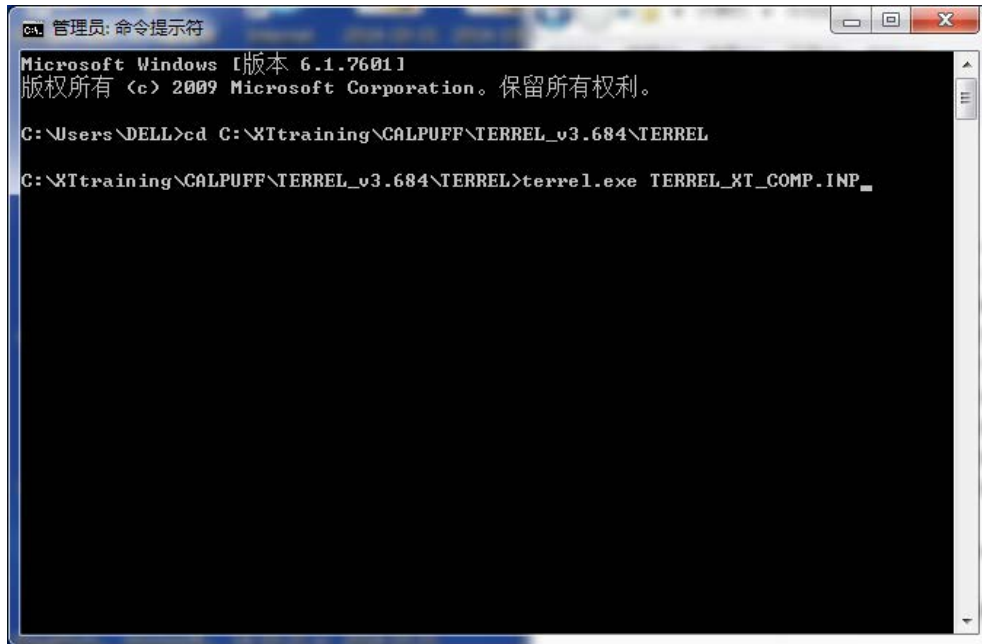 管理员: 命令提示符
Microsoft Windows [版本 6.1.7601]
版权所有 (c) 2009 Microsoft Corporation。保留所有权利。
C:\Users\DELL>cd C:\XTtraining\CALPUFF\TERREL_v3.684\TERREL
C:\XTtraining\CALPUFF\TERREL_v3.684\TERREL>terrel.exe TERREL_XT_COMP.INP